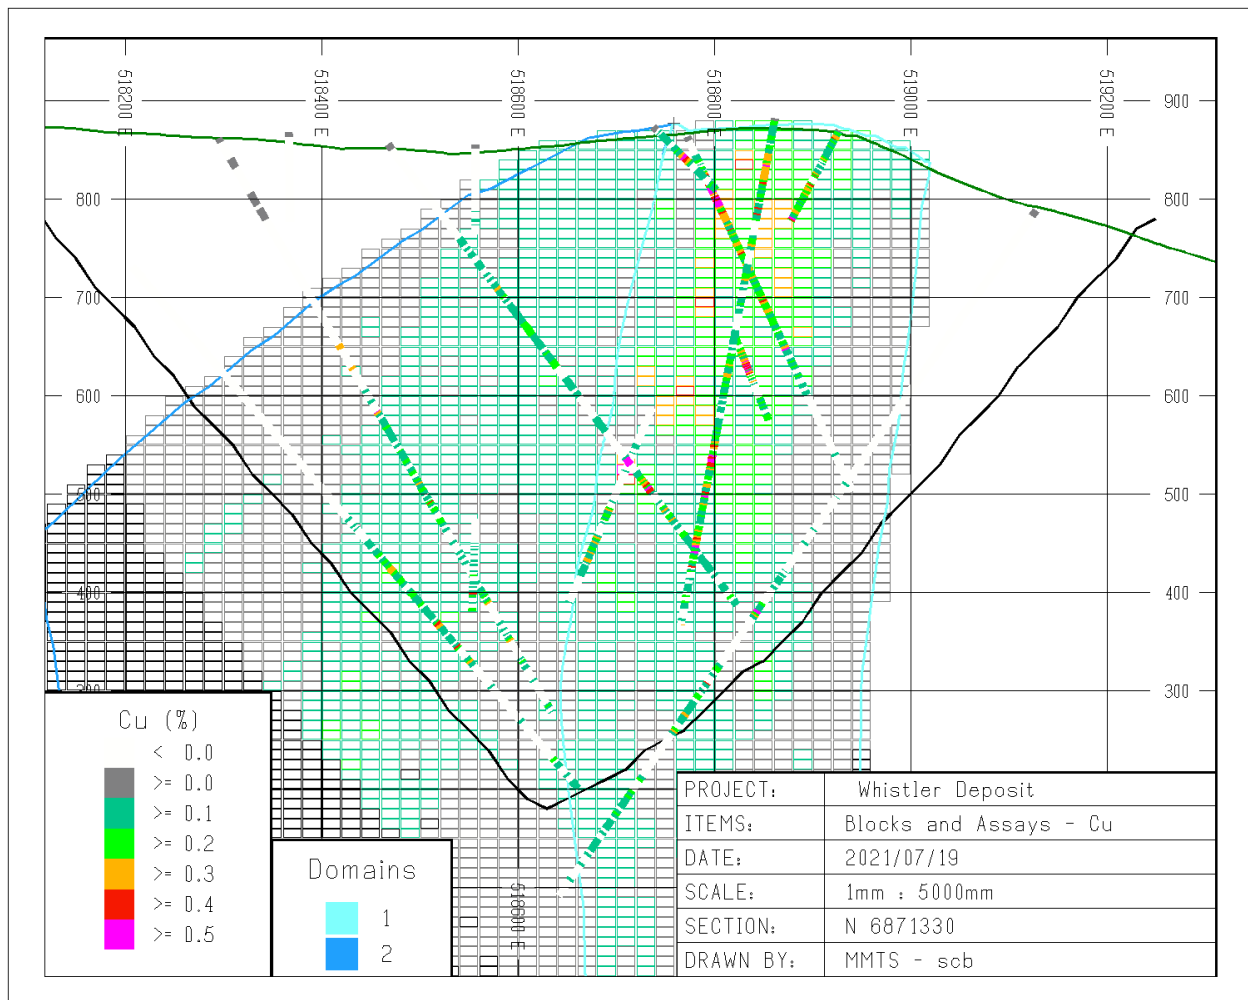 518200 E
518400 E
518600 E
518800 E
519000 E
519200 E
900
800
800
700
700
600
600
500
500
400
400
300
300
518600 E
Cu (%)
< 0.0
>= 0.0
>= 0.1
>= 0.2
>= 0.3
>= 0.4
>= 0.5
Domains
1
2
PROJECT: Whistler Deposit
ITEMS: Blocks and Assays - Cu
DATE: 2021/07/19
SCALE: 1mm : 5000mm
SECTION: N 6871330
DRAWN BY: MMTS - scb